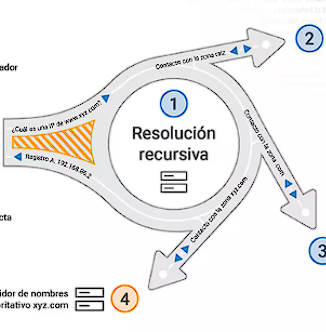 2
Contacto con la zona raíz
ador
1
¿Cuál es una IP de www.xyz.com?
Resolución
recursiva
Registro A: 192.168.66.2
Contacto con la zona .com
Contacto con la zona xyz.com
cta
3
idor de nombres
oritativo xyz.com
4